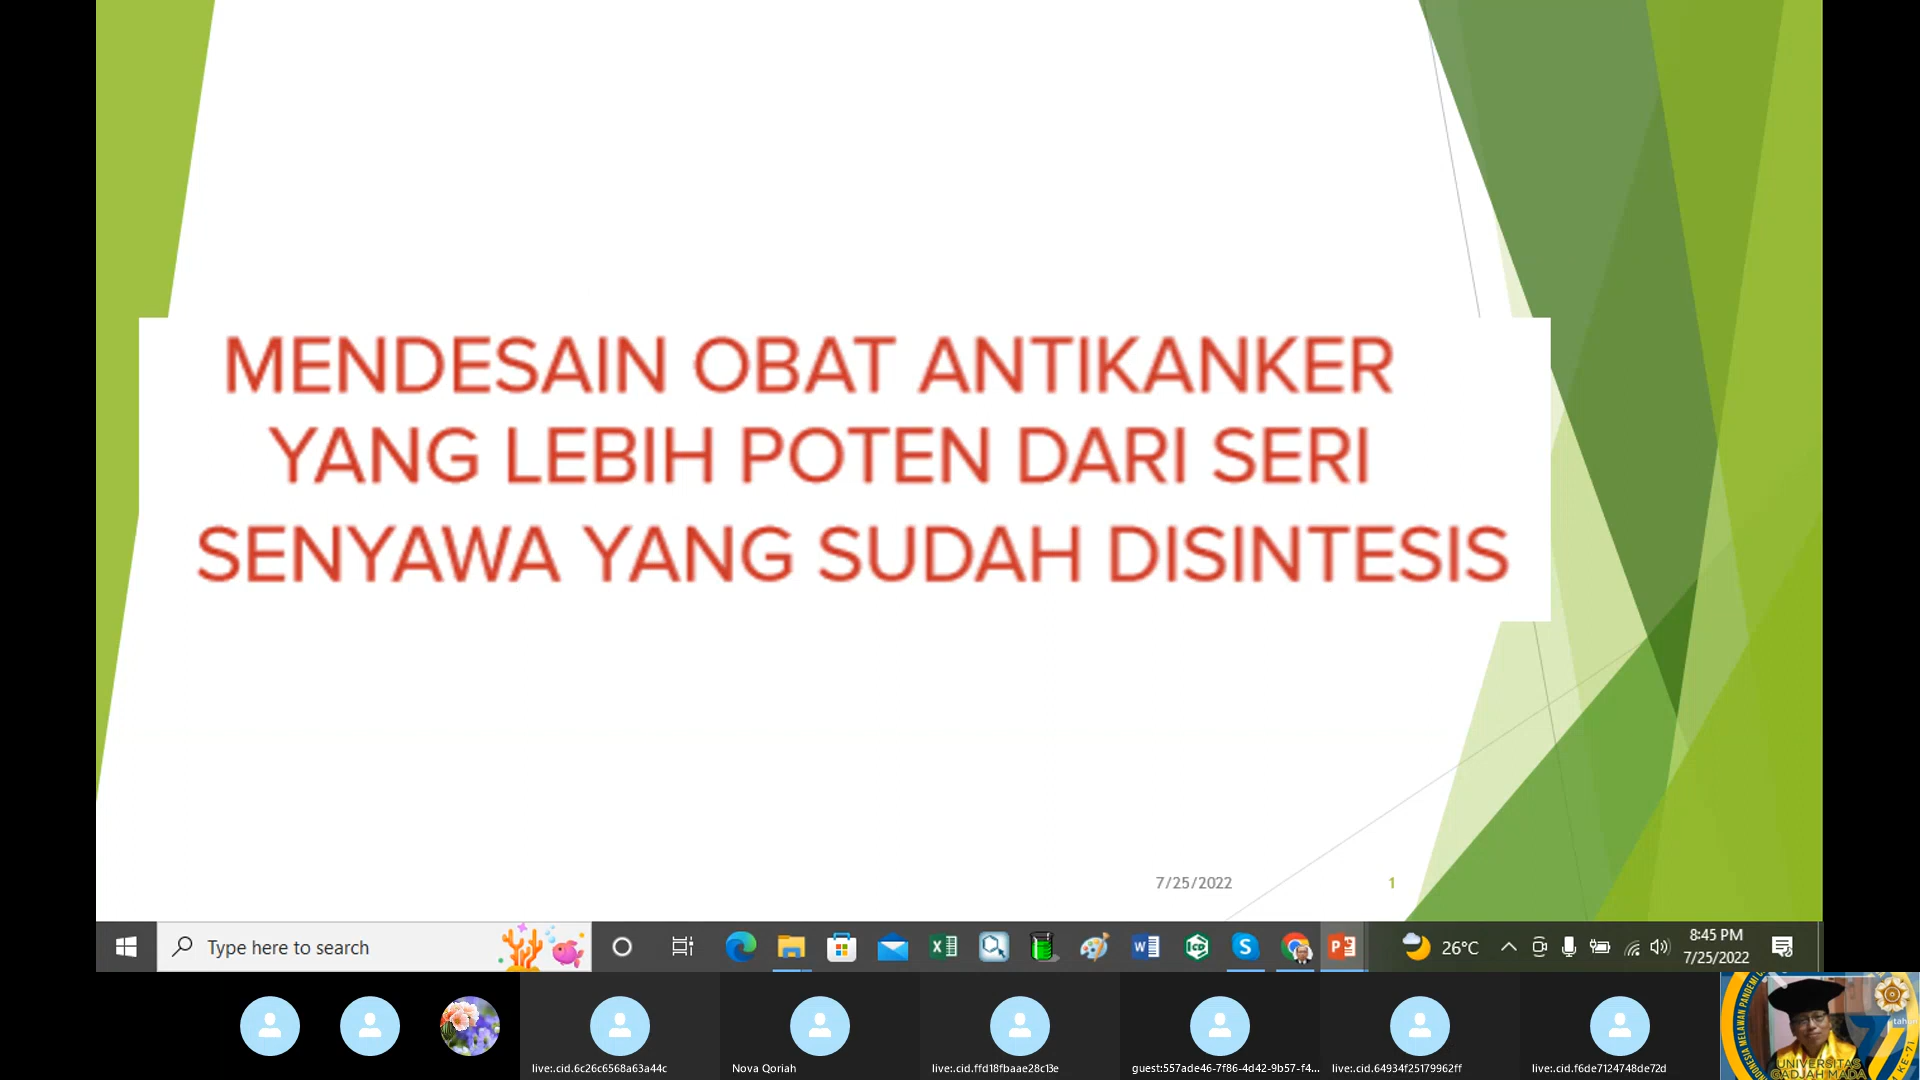 MENDESAIN OBAT ANTIKANKER
YANG LEBIH POTEN DARI SERI
SENYAWA YANG SUDAH DISINTESIS
7/25/2022
1
Type here to search
26°C
8:45 PM
7/25/2022
live:.cid.6c26c6568a63a44c
Nova Qoriah
live:.cid.ffd18fbaae28c13e
guest:557ade46-7f86-4d42-9b57-f4...
live:.cid.64934f25179962ff
live:.cid.f6de7124748de72d
UNIVERSITAS
GADJAH MADA